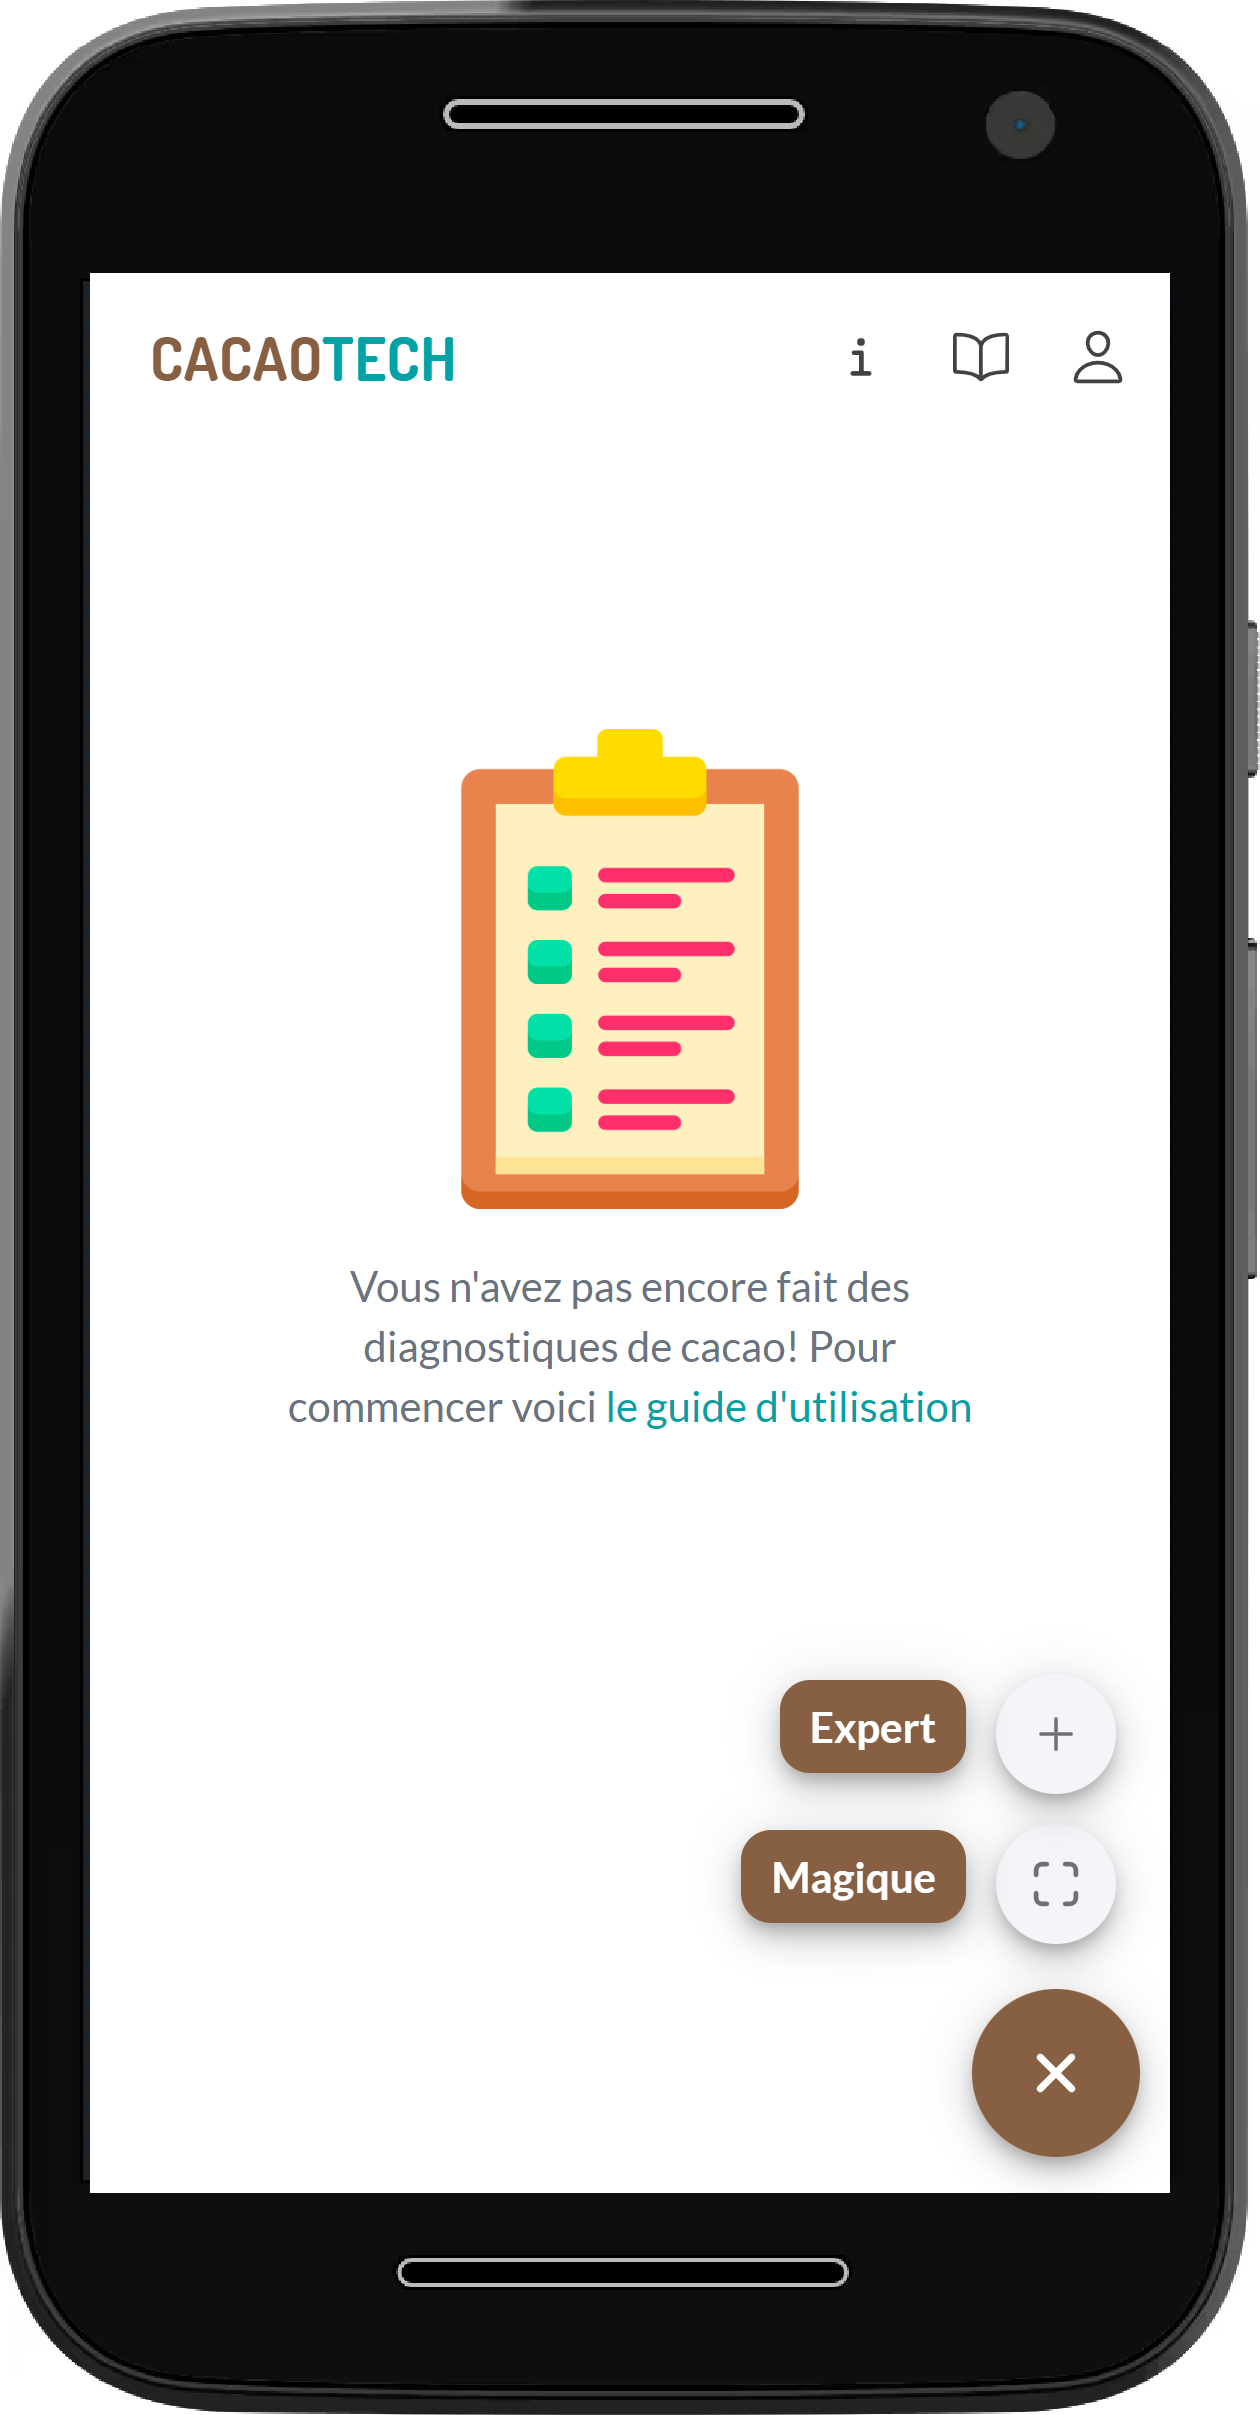 CACAOTECH
Vous n'avez pas encore fait des
diagnostiques de cacao! Pour
commencer voici le guide d'utilisation
Expert
Magique